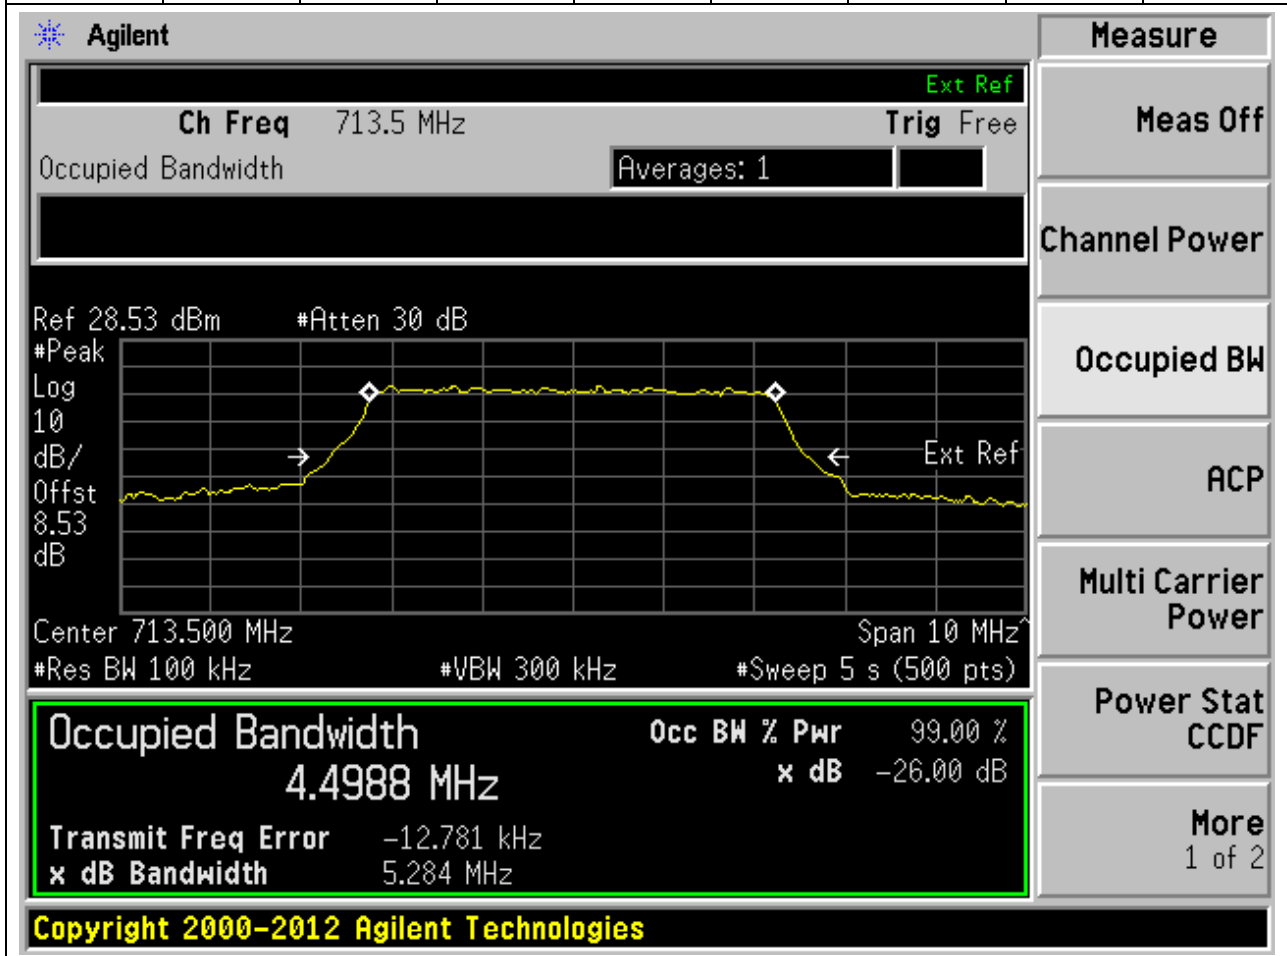 Agilent
Measure
Ext Ref
Ch Freq 713.5 MHz Trig Free
Occupied Bandwidth Averages: 1
Meas Off
Channel Power
Occupied BW
ACP
Multi Carrier
Power
Power Stat
CCDF
More
1 of 2
Ref 28.53 dBm #Atten 30 dB
#Peak
Log
10
dB/
Offst
8.53
dB
Ext Ref
Center 713.500 MHz Span 10 MHz^
#Res BW 100 kHz #VBW 300 kHz #Sweep 5 s (500 pts)
Occupied Bandwidth Occ BW % Pwr 99.00 %
4.4988 MHz x dB -26.00 dB
Transmit Freq Error -12.781 kHz
x dB Bandwidth 5.284 MHz
Copyright 2000-2012 Agilent Technologies